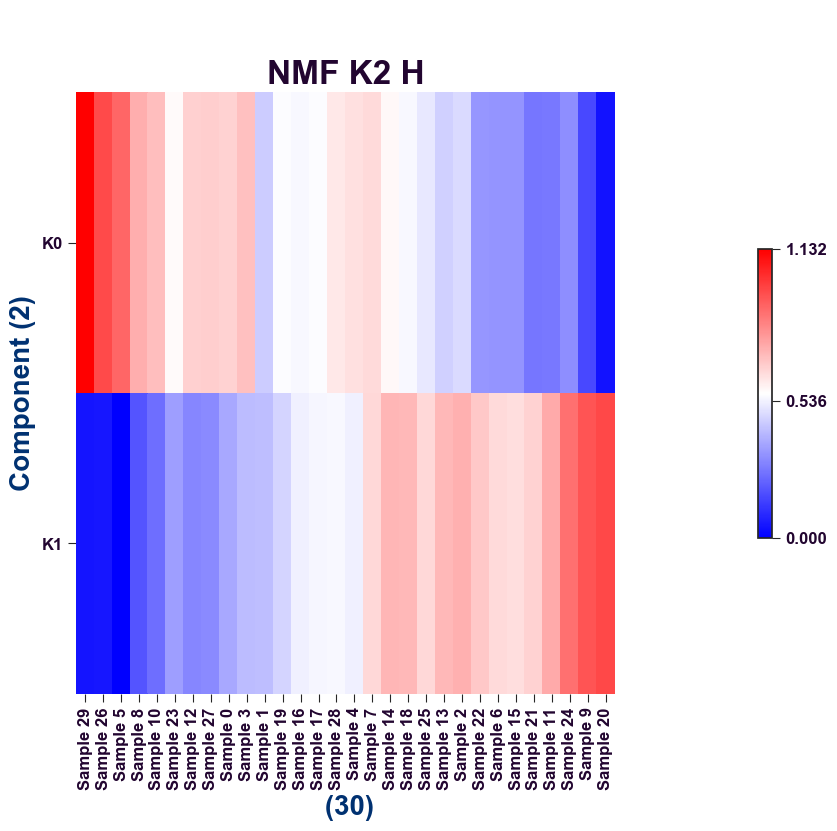 NMF K2 H
K0
K1
Component (2)
1.132
0.536
0.000
Sample 29
Sample 26
Sample 5
Sample 8
Sample 10
Sample 23
Sample 12
Sample 27
Sample 0
Sample 3
Sample 1
Sample 19
Sample 16
Sample 17
Sample 28
Sample 4
Sample 7
Sample 14
Sample 18
Sample 25
Sample 13
Sample 2
Sample 22
Sample 6
Sample 15
Sample 21
Sample 11
Sample 24
Sample 9
Sample 20
(30)